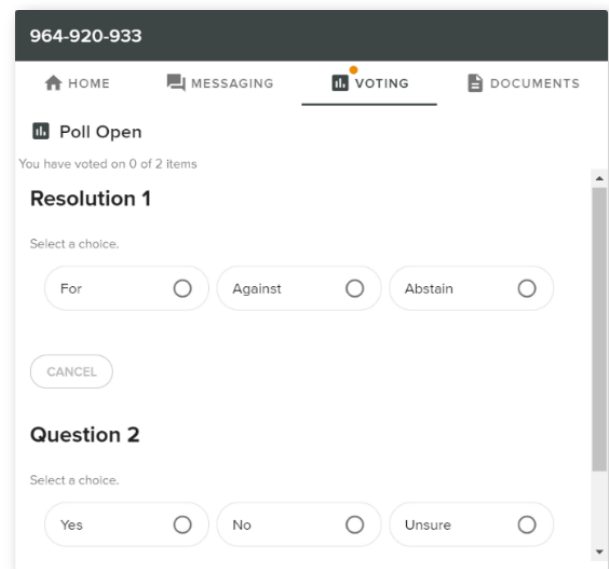 964-920-933
HOME MESSAGING VOTING DOCUMENTS
Poll Open
You have voted on 0 of 2 items
Resolution 1
Select a choice.
For Against Abstain
CANCEL
Question 2
Select a choice.
Yes No Unsure